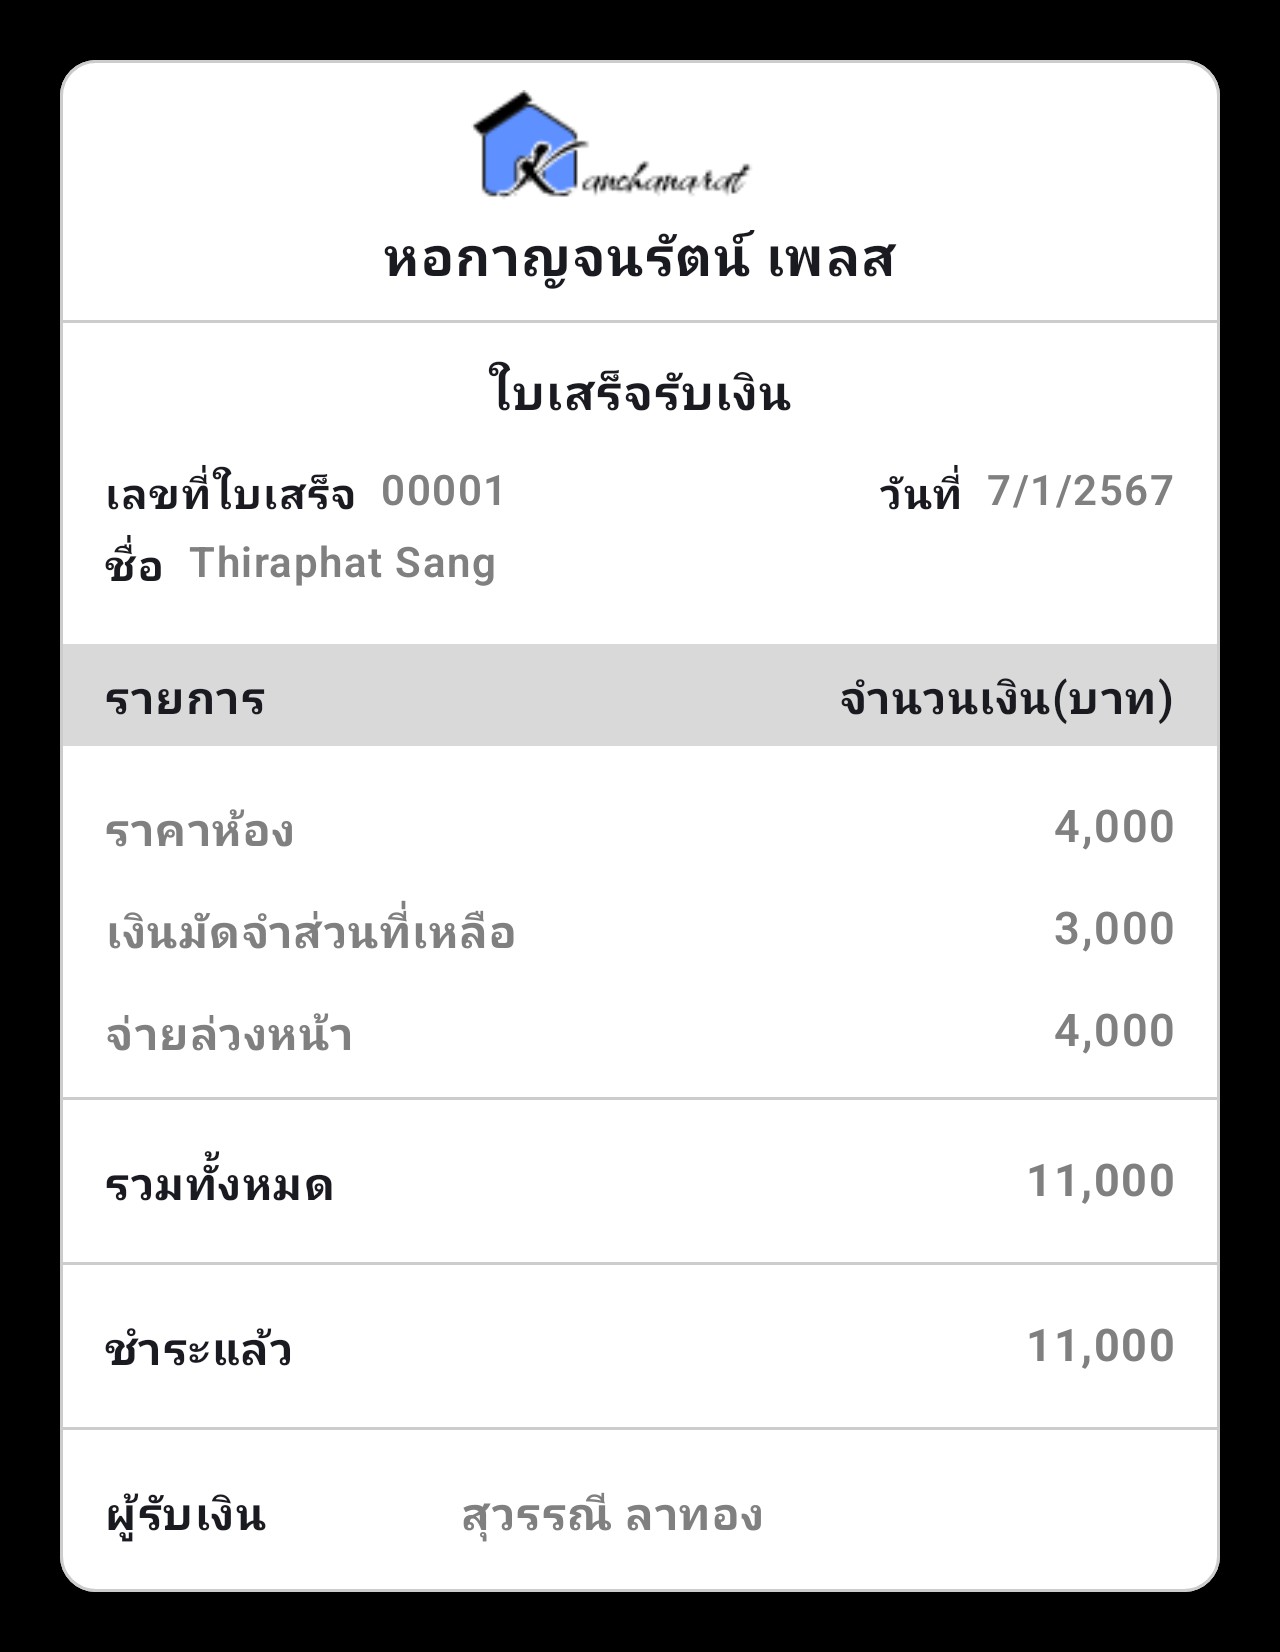 Kanchanarat
หอกาญจนรัตน์ เพลส
ใบเสร็จรับเงิน
เลขที่ใบเสร็จ 00001 วันที่ 7/1/2567
ชื่อ Thiraphat Sang
รายการ จำนวนเงิน(บาท)
ราคาห้อง 4,000
เงินมัดจำส่วนที่เหลือ 3,000
จ่ายล่วงหน้า 4,000
รวมทั้งหมด 11,000
ชำระแล้ว 11,000
ผู้รับเงิน สุวรรณี ลาทอง